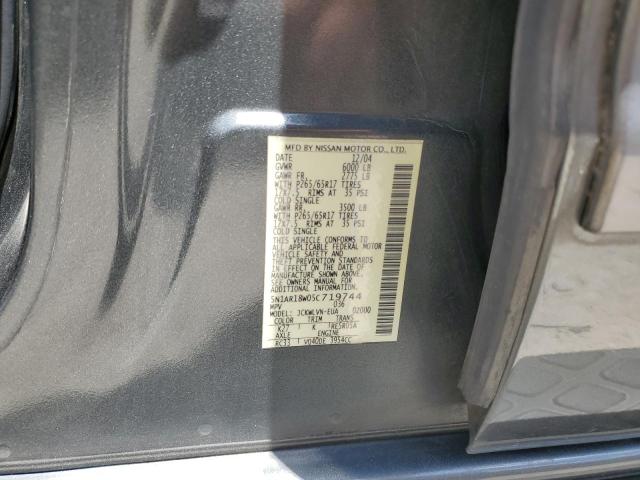 MFD BY NISSAN MOTOR CO., LTD.
DATE 12/04
GVWR 6000 LB
GAWR FR. 2775 LB
WITH P265/65R17 TIRES
17X7.5 RIMS AT 35 PSI
COLD SINGLE
GAWR RR. 3500 LB
WITH P265/65R17 TIRES
17X7.5 RIMS AT 35 PSI
COLD SINGLE
THIS VEHICLE CONFORMS TO
ALL APPLICABLE FEDERAL MOTOR
VEHICLE SAFETY AND
THEFT PREVENTION STANDARDS
IN EFFECT ON THE DATE OF
MANUFACTURE SHOWN ABOVE.
SEE OWNERS MANUAL FOR
ADDITIONAL INFORMATION
5N1AR18W05C719744
MPV 036
MODEL: JCKWLVN-EUA 02000
COLOR TRIM TRANS
K27 K RE5R05A
AXLE ENGINE
RC33 VQ40DE 3954CC